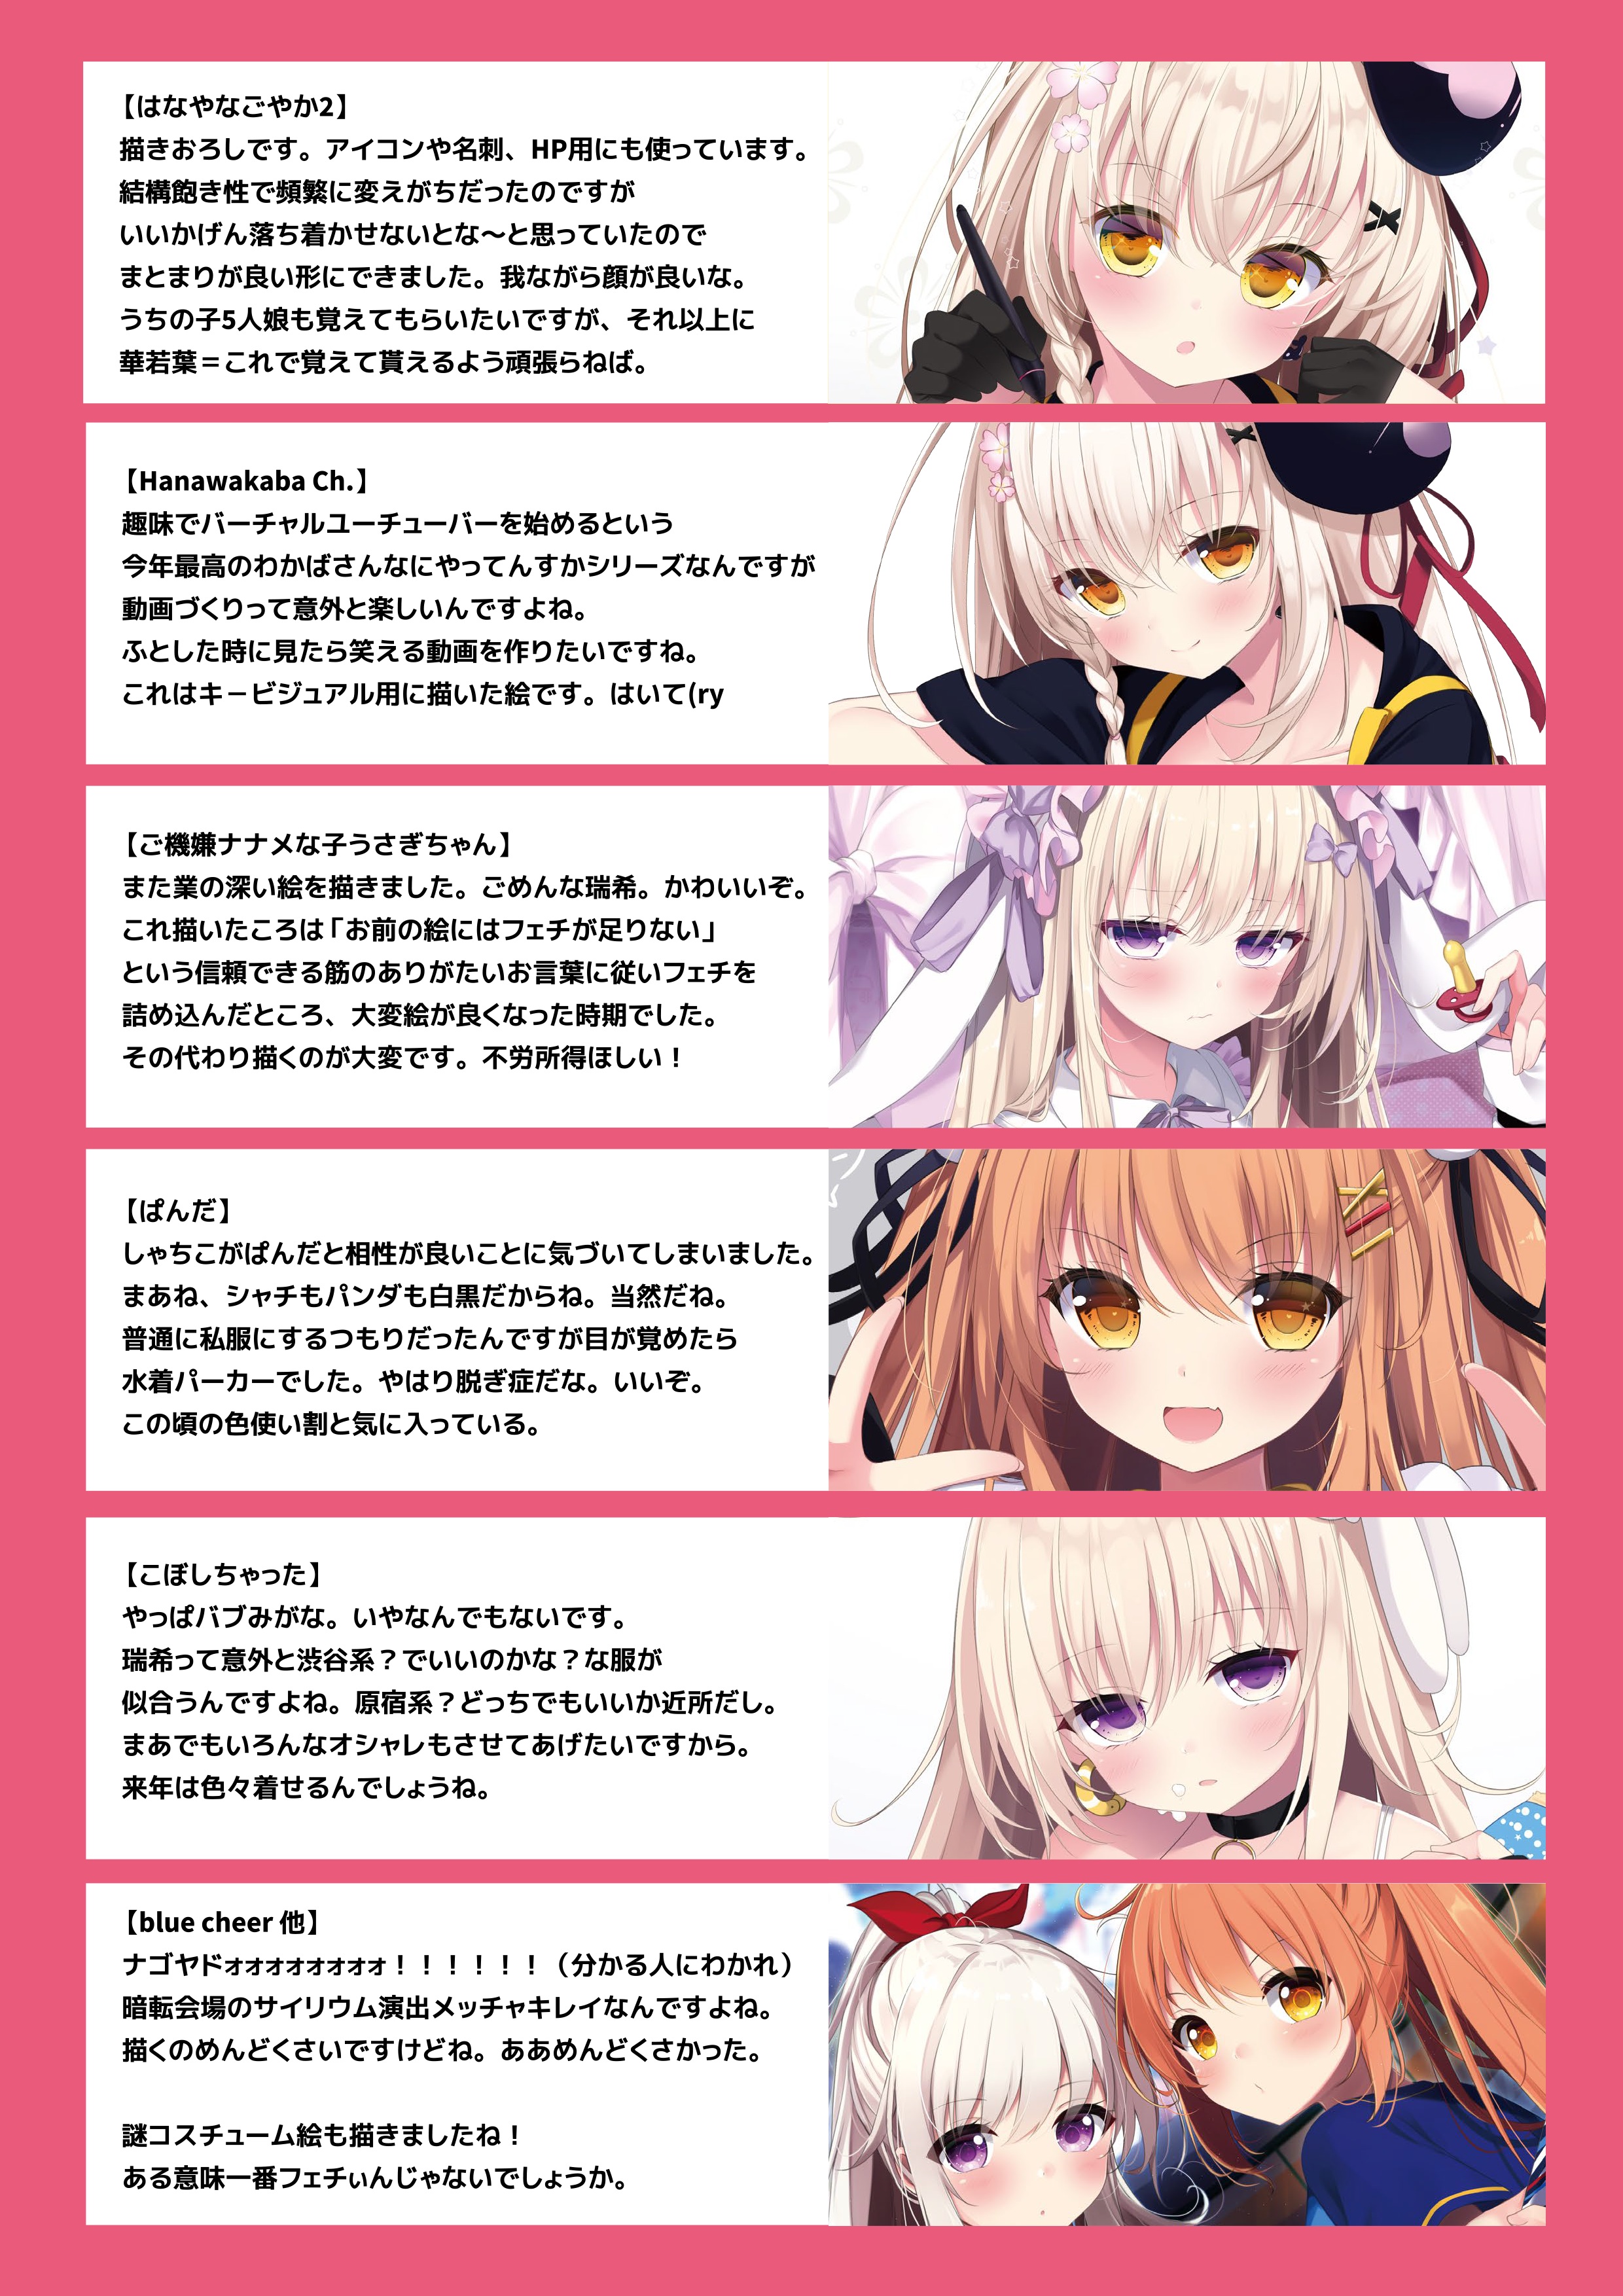 【はなやなごやか2】
描きおろしです。アイコンや名刺、HP用にも使っています。
結構飽き性で頻繁に変えがちだったのですが
いいかげん落ち着かせないとな～と思っていたので
まとまりが良い形にできました。我ながら顔が良いな。
うちの子5人娘も覚えてもらいたいですが、それ以上に
華若葉＝これで覚えて貰えるよう頑張らねば。
【Hanawakaba Ch.】
趣味でバーチャルユーチューバーを始めるという
今年最高のわかばさんなにやってんすかシリーズなんですが
動画づくりって意外と楽しいんですよね。
ふとした時に見たら笑える動画を作りたいですね。
これはキービジュアル用に描いた絵です。はいて(ry
【ご機嫌ナナメな子うさぎちゃん】
また業の深い絵を描きました。ごめんな瑞希。かわいいぞ。
これ描いたころは「お前の絵にはフェチが足りない」
という信頼できる筋のありがたいお言葉に従いフェチを
詰め込んだところ、大変絵が良くなった時期でした。
その代わり描くのが大変です。不労所得ほしい！
【ぱんだ】
しゃちこがぱんだと相性が良いことに気づいてしまいました。
まあね、シャチもパンダも白黒だからね。当然だね。
普通に私服にするつもりだったんですが目が覚めたら
水着パーカーでした。やはり脱ぎ症だな。いいぞ。
この頃の色使い割と気に入っている。
【こぼしちゃった】
やっぱバブみがな。いやなんでもないです。
瑞希って意外と渋谷系？でいいのかな？な服が
似合うんですよね。原宿系？どっちでもいいか近所だし。
まあでもいろんなオシャレもさせてあげたいですから。
来年は色々着せるんでしょうね。
【blue cheer 他】
ナゴヤドォォォォォォォォ！！！！！！（分かる人にわかれ）
暗転会場のサイリウム演出メッチャキレイなんですよね。
描くのめんどくさいですけどね。ああめんどくさかった。
謎コスチューム絵も描きましたね！
ある意味一番フェチぃんじゃないでしょうか。